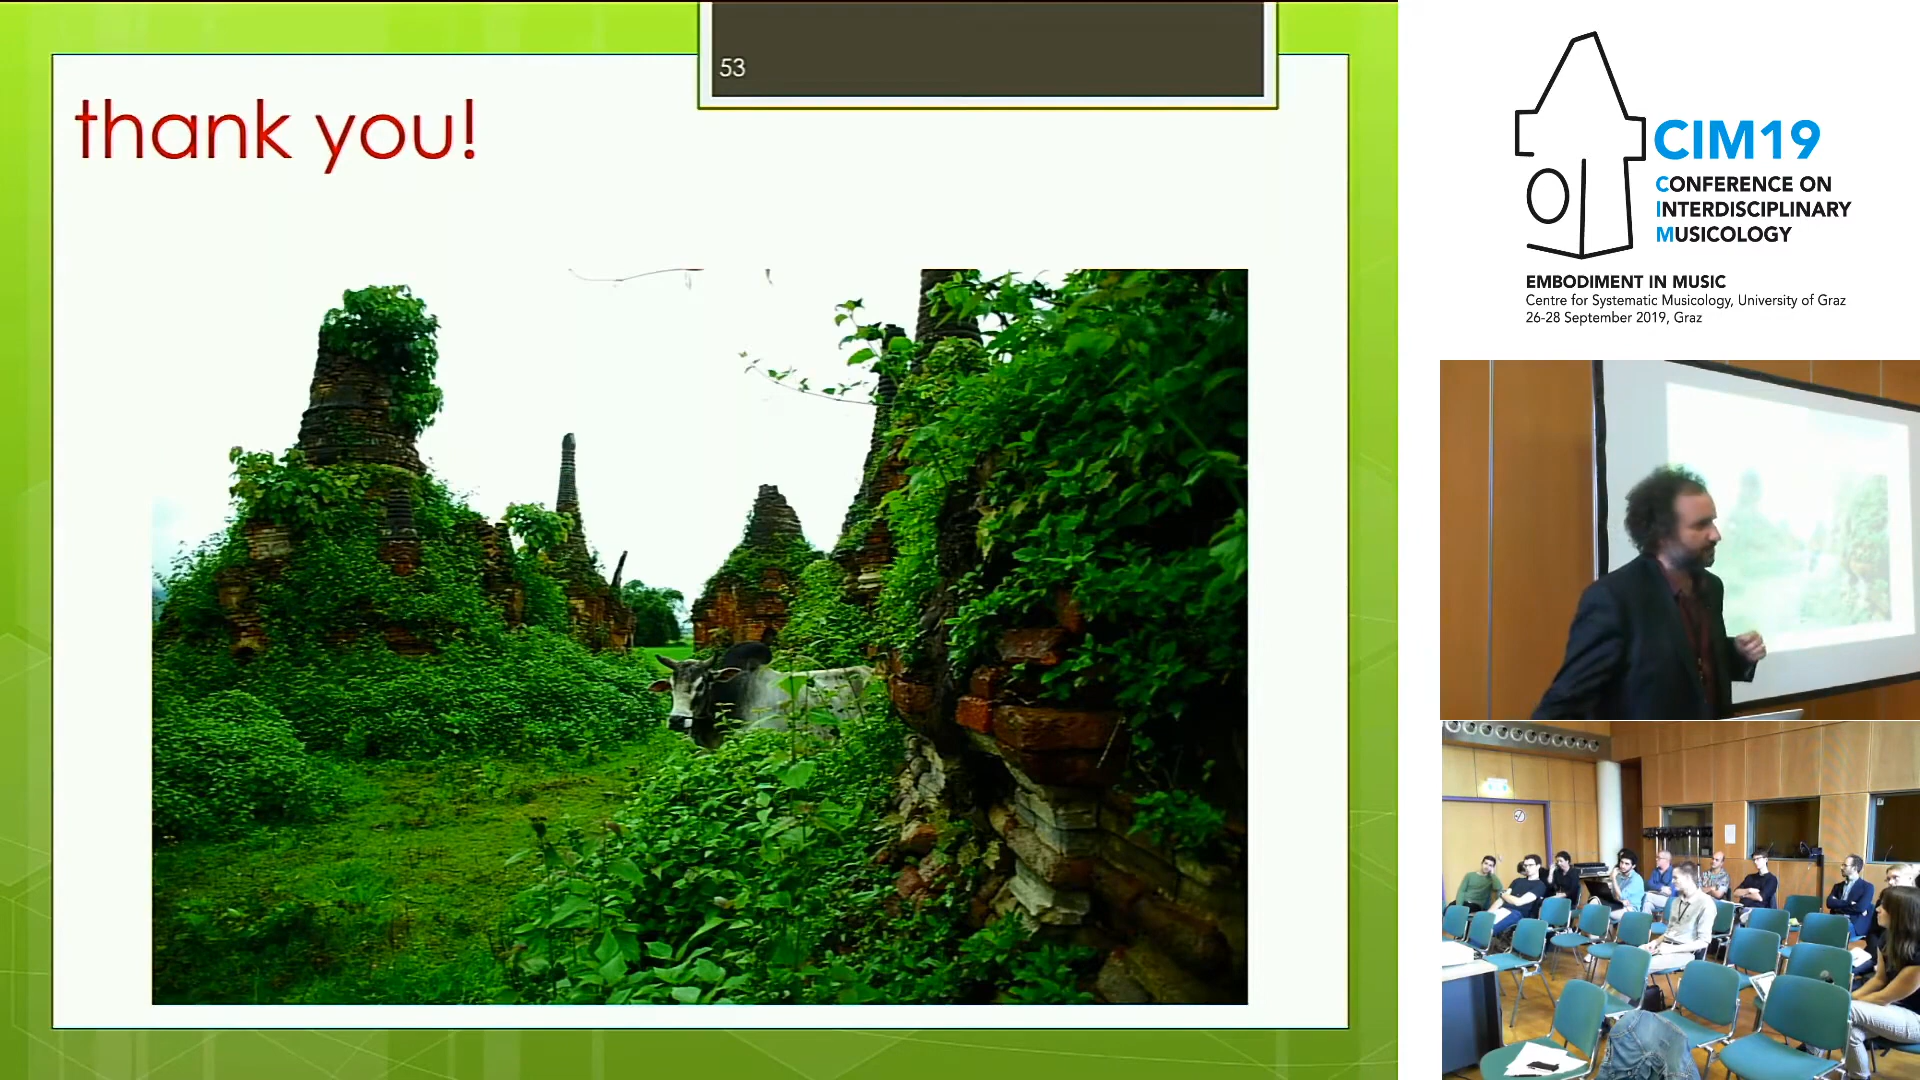 53
thank you!
CIM19
CONFERENCE ON
INTERDISCIPLINARY
MUSICOLOGY
EMBODIMENT IN MUSIC
Centre for Systematic Musicology, University of Graz
26-28 September 2019, Graz